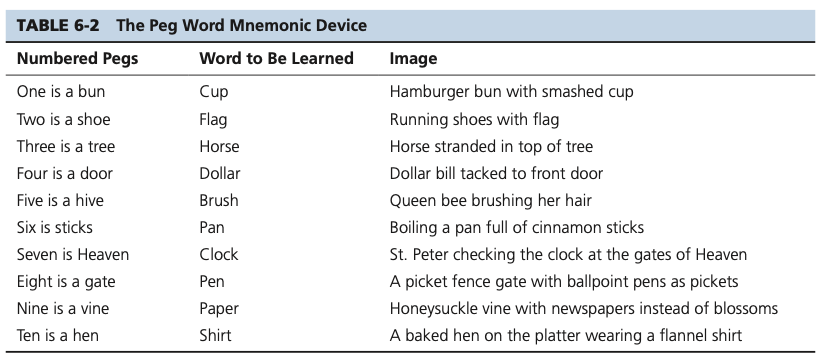 TABLE 6-2 The Peg Word Mnemonic Device
Numbered Pegs Word to Be Learned Image
One is a bun Cup Hamburger bun with smashed cup
Two is a shoe Flag Running shoes with flag
Three is a tree Horse Horse stranded in top of tree
Four is a door Dollar Dollar bill tacked to front door
Five is a hive Brush Queen bee brushing her hair
Six is sticks Pan Boiling a pan full of cinnamon sticks
Seven is Heaven Clock St. Peter checking the clock at the gates of Heaven
Eight is a gate Pen A picket fence gate with ballpoint pens as pickets
Nine is a vine Paper Honeysuckle vine with newspapers instead of blossoms
Ten is a hen Shirt A baked hen on the platter wearing a flannel shirt